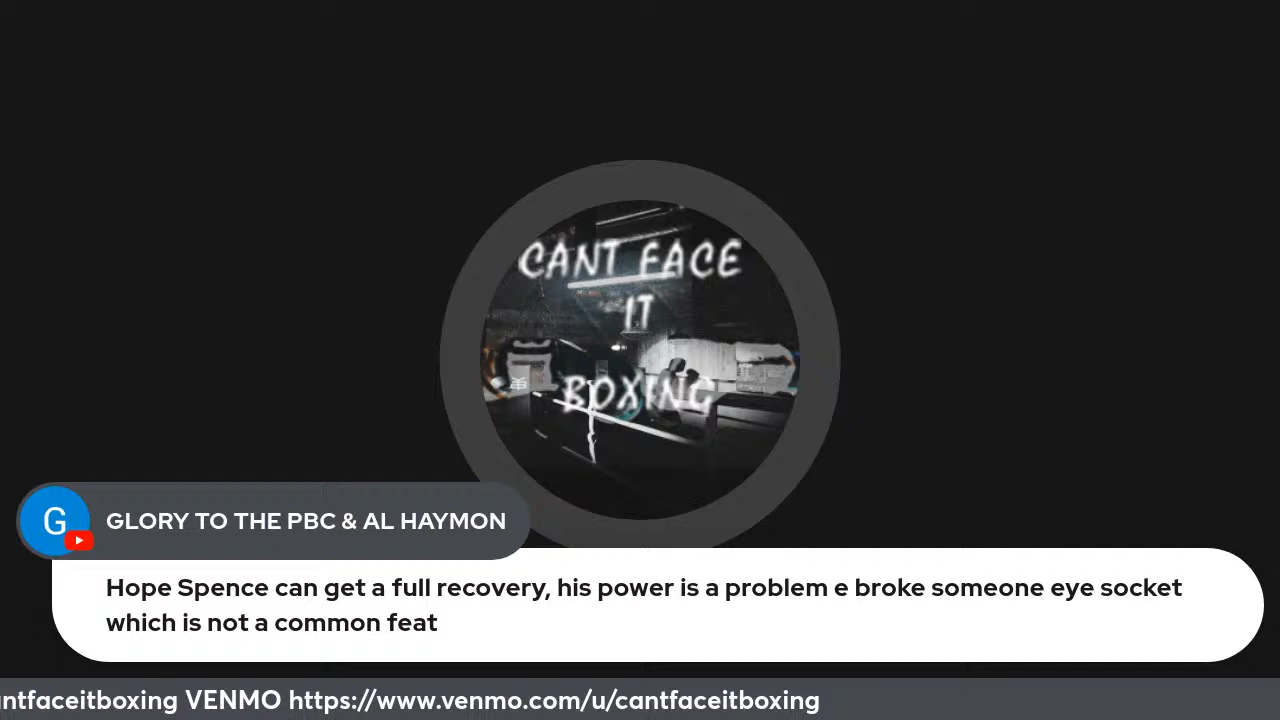 CANT FACE
IT
BOXING
G
GLORY TO THE PBC & AL HAYMON
Hope Spence can get a full recovery, his power is a problem e broke someone eye socket
which is not a common feat
ntfaceitboxing VENMO https://www.venmo.com/u/cantfaceitboxing